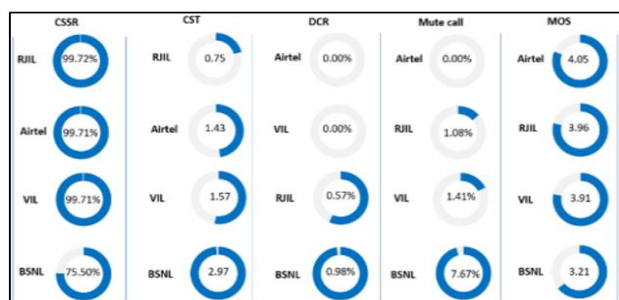 CSSR CST DCR Mute call MOS
RJIL 99.72% RJIL 0.75 Airtel 0.00% Airtel 0.00% Airtel 4.05
Airtel 99.71% Airtel 1.43 VIL 0.00% RJIL 1.08% RJIL 3.96
VIL 99.71% VIL 1.57 RJIL 0.57% VIL 1.41% VIL 3.91
BSNL 75.50% BSNL 2.97 BSNL 0.98% BSNL 7.67% BSNL 3.21